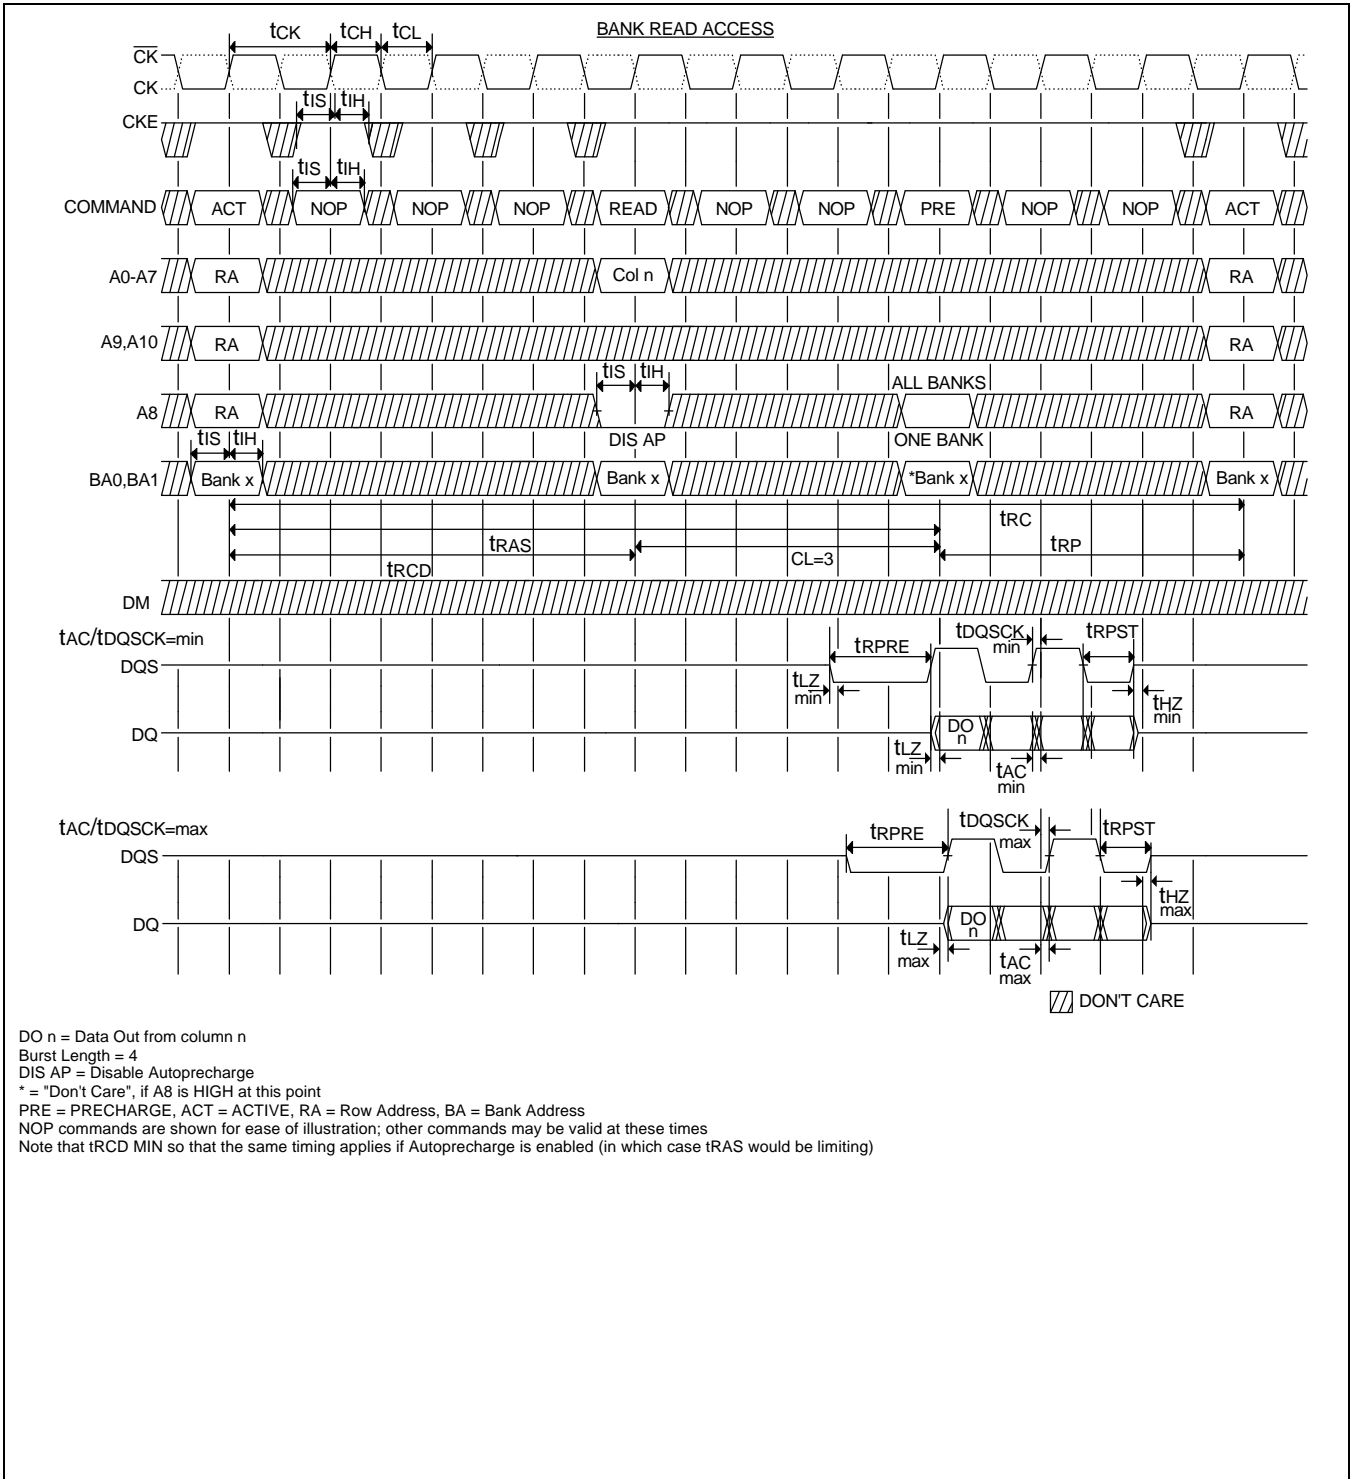 BANK READ ACCESS
tCK tCH tCL
CK
CK
tIS tIH
CKE
tIS tIH
COMMAND ACT NOP NOP NOP READ NOP NOP PRE NOP NOP ACT
A0-A7 RA Col n RA
A9,A10 RA RA
tIS tIH ALL BANKS
A8 RA RA
tIS tIH DIS AP ONE BANK
BA0,BA1 Bank x Bank x *Bank x Bank x
tRC
tRAS CL=3 tRP
tRCD
DM
tAC/tDQSCK=min
tRPRE tDQSCK min tRPST
DQS
tLZ min tHZ min
DQ DO n
tLZ min tAC min
tAC/tDQSCK=max
tRPRE tDQSCK max tRPST
DQS
tHZ max
DQ DO n
tLZ max tAC max
DON'T CARE
DO n = Data Out from column n
Burst Length = 4
DIS AP = Disable Autoprecharge
* = "Don't Care", if A8 is HIGH at this point
PRE = PRECHARGE, ACT = ACTIVE, RA = Row Address, BA = Bank Address
NOP commands are shown for ease of illustration; other commands may be valid at these times
Note that tRCD MIN so that the same timing applies if Autoprecharge is enabled (in which case tRAS would be limiting)